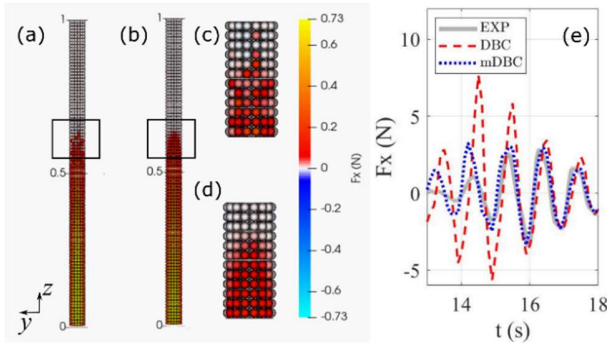 (a)
(b)
(c)
(d)
(e)
1
0.5
0
1
0.5
0
z
y
0.73
0.6
0.4
0.2
0
-0.2
-0.4
-0.6
-0.73
Fx (N)
EXP
DBC
mDBC
10
5
0
-5
Fx (N)
14
16
18
t (s)